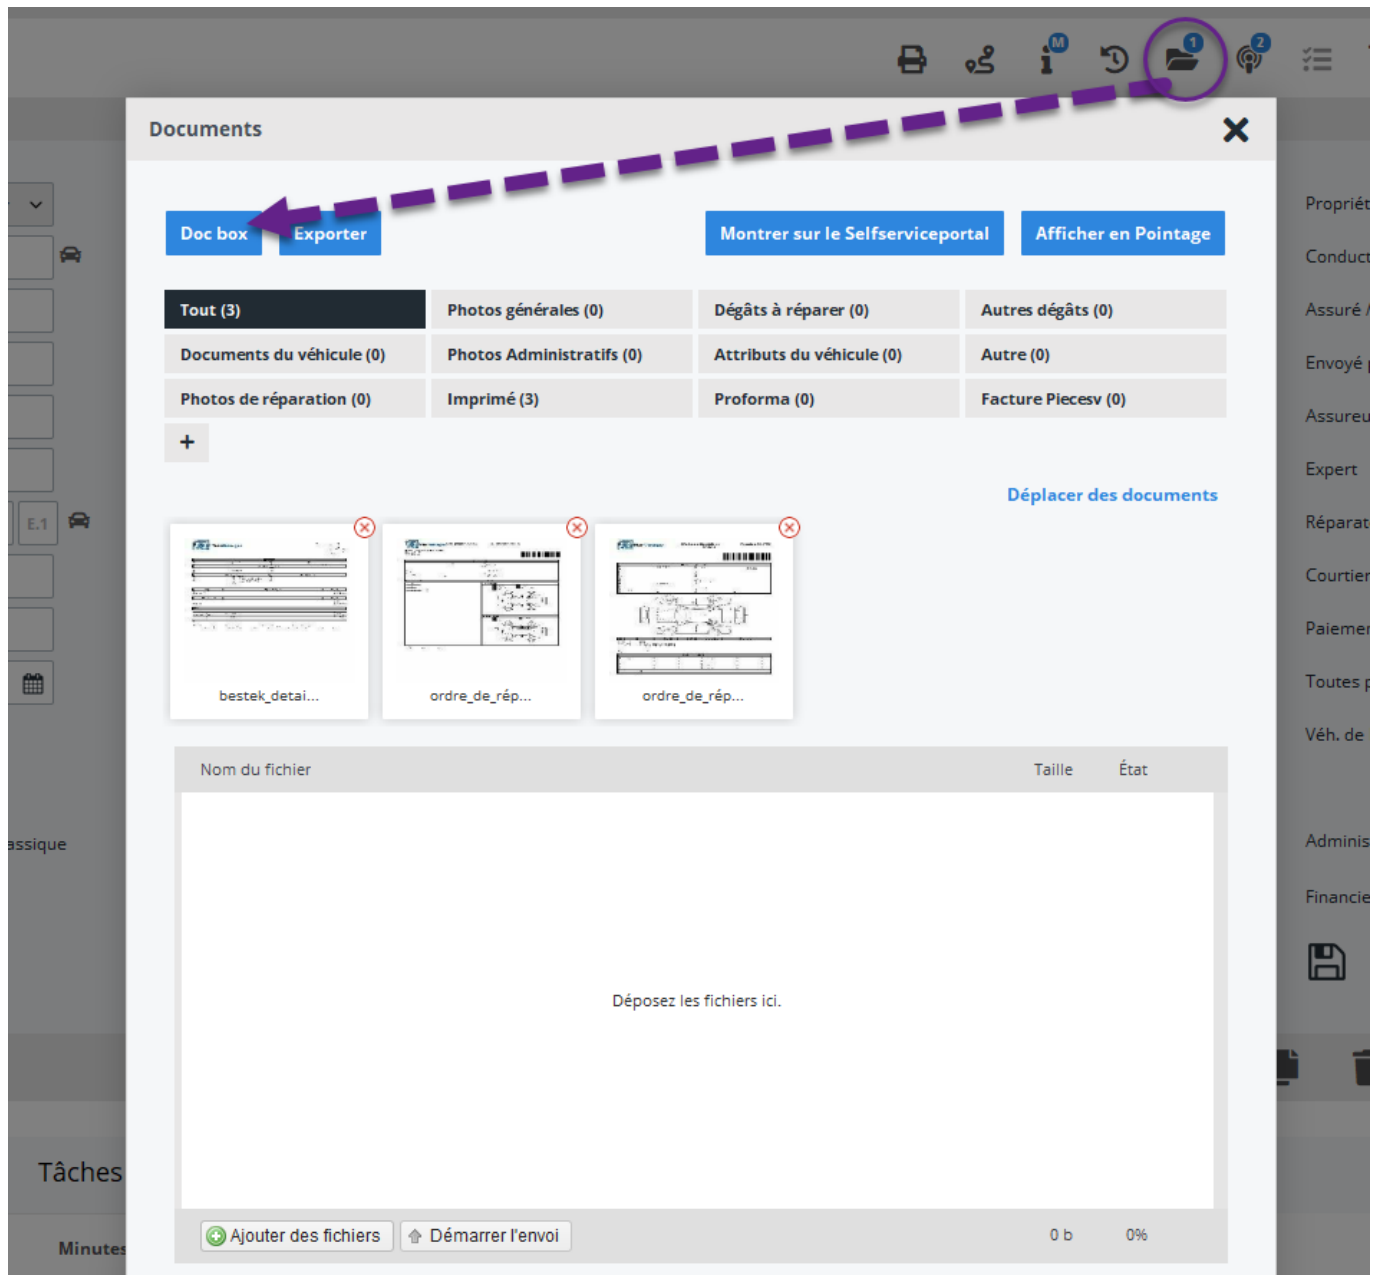 M
1
2
Documents
Doc box
Exporter
Montrer sur le Selfserviceportal
Afficher en Pointage
Tout (3)
Photos générales (0)
Dégâts à réparer (0)
Autres dégâts (0)
Documents du véhicule (0)
Photos Administratifs (0)
Attributs du véhicule (0)
Autre (0)
Photos de réparation (0)
Imprimé (3)
Proforma (0)
Facture Piecesv (0)
+
Déplacer des documents
bestek_detai...
ordre_de_rép...
ordre_de_rép...
Nom du fichier
Taille
État
Déposez les fichiers ici.
Ajouter des fichiers
Démarrer l'envoi
0 b
0%
E.1
assique
Tâches
Minutes
Propriét
Conduct
Assuré /
Envoyé p
Assureu
Expert
Réparat
Courtier
Paiemen
Toutes p
Véh. de
Adminis
Financie